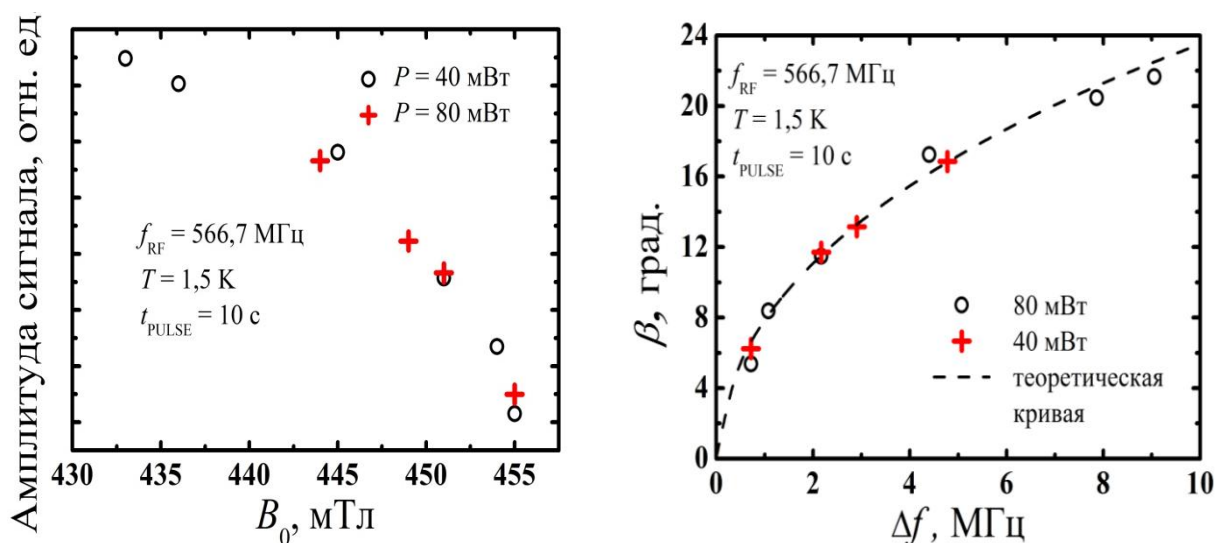 Амплитуда сигнала, отн. ед.
P = 40 мВт
P = 80 мВт
f_RF = 566,7 МГц
T = 1,5 К
t_PULSE = 10 с
430 435 440 445 450 455
B_0, мТл
β, град.
24
20
16
12
8
4
0
f_RF = 566,7 МГц
T = 1,5 К
t_PULSE = 10 с
80 мВт
40 мВт
теоретическая
кривая
0 2 4 6 8 10
Δf, МГц